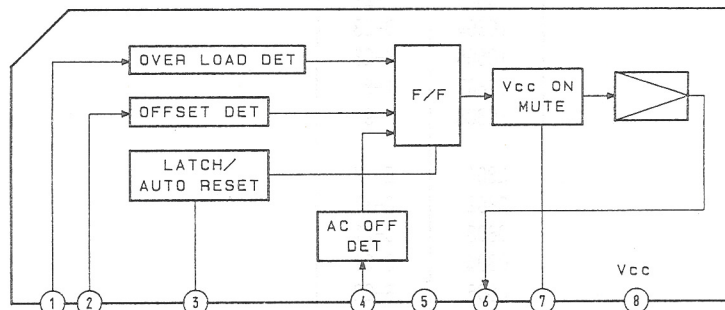 OVER LOAD DET
OFFSET DET
LATCH/
AUTO RESET
F/F
Vcc ON
MUTE
AC OFF
DET
Vcc
1 2 3 4 5 6 7 8